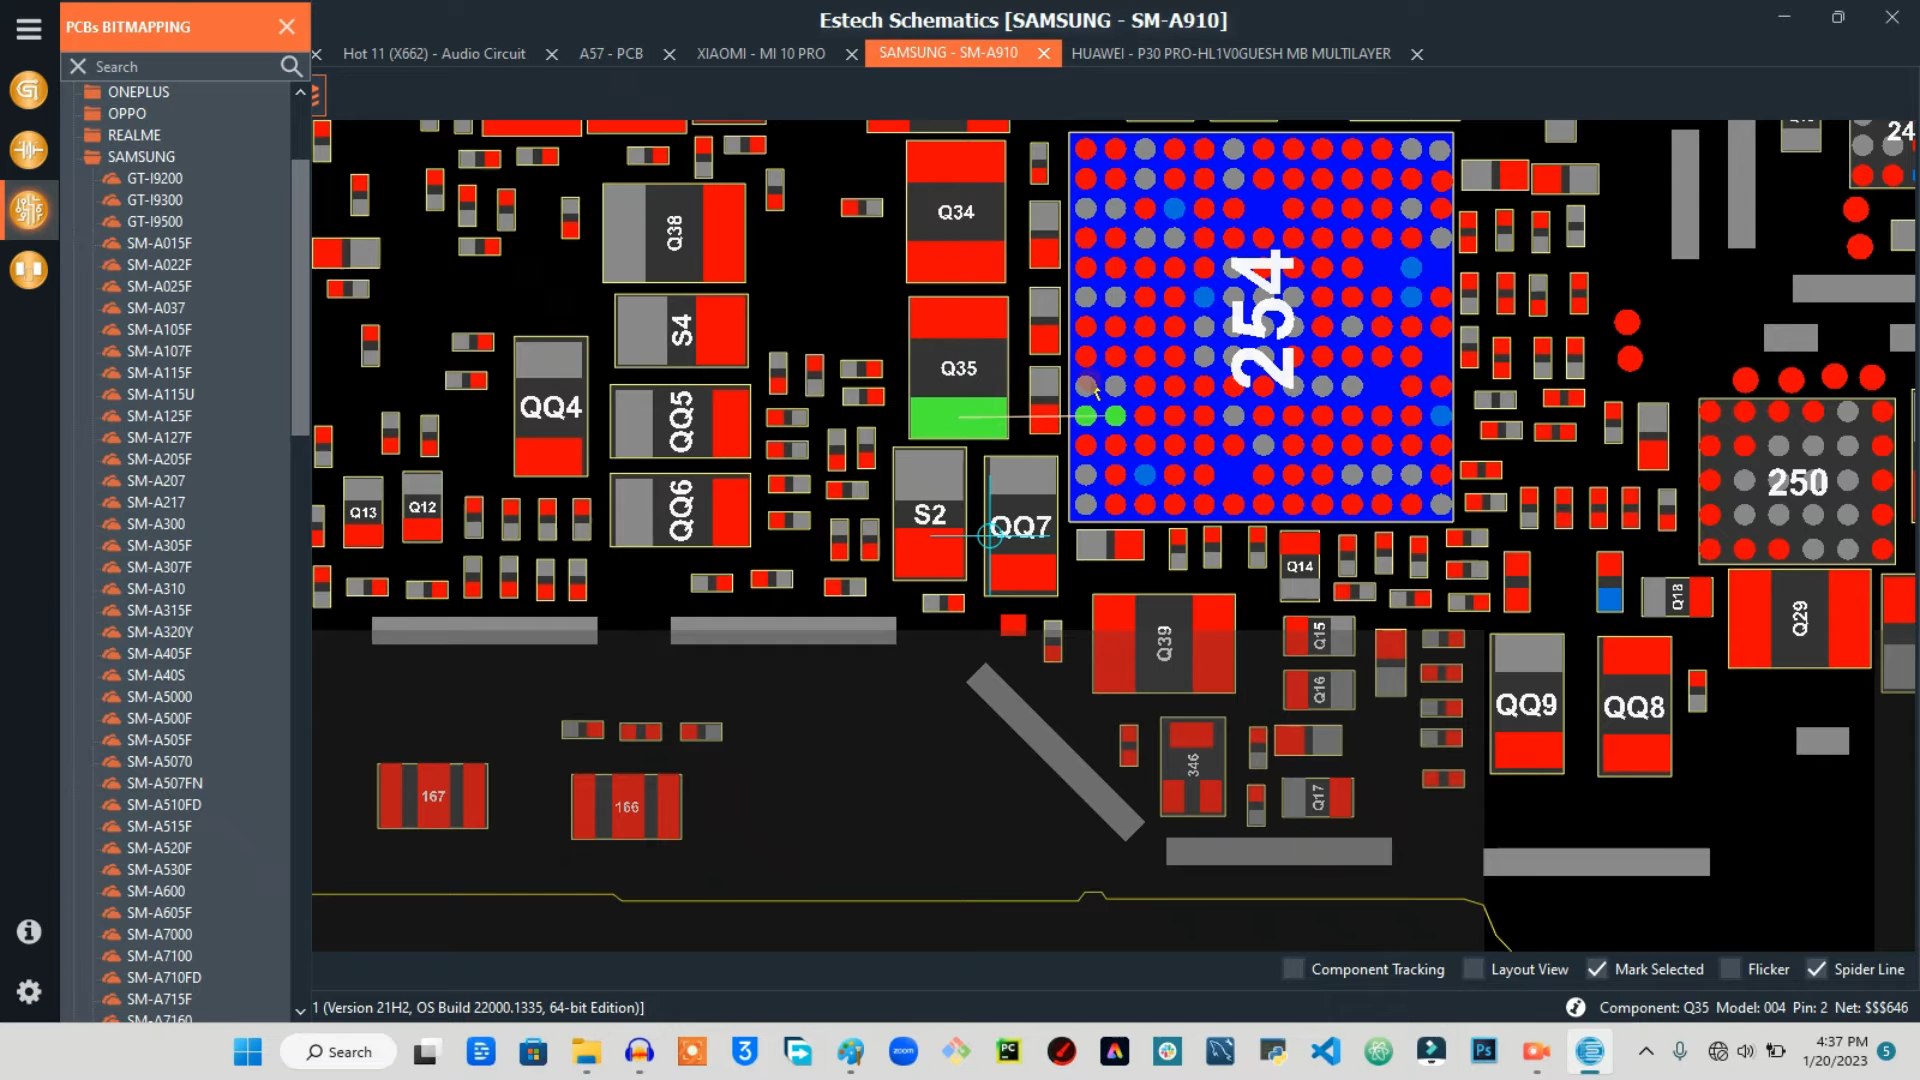 Estech Schematics [SAMSUNG - SM-A910]
PCBs BITMAPPING
Search
Hot 11 (X662) - Audio Circuit
A57 - PCB
XIAOMI - MI 10 PRO
SAMSUNG - SM-A910
HUAWEI - P30 PRO-HL1V0GUESH MB MULTILAYER
ONEPLUS
OPPO
REALME
SAMSUNG
GT-I9200
GT-I9300
GT-I9500
SM-A015F
SM-A022F
SM-A025F
SM-A037
SM-A105F
SM-A107F
SM-A115F
SM-A115U
SM-A125F
SM-A127F
SM-A205F
SM-A207
SM-A217
SM-A300
SM-A305F
SM-A307F
SM-A310
SM-A315F
SM-A320Y
SM-A405F
SM-A40S
SM-A5000
SM-A500F
SM-A505F
SM-A5070
SM-A507FN
SM-A510FD
SM-A515F
SM-A520F
SM-A530F
SM-A600
SM-A605F
SM-A7000
SM-A7100
SM-A710FD
SM-A715F
SM-A7160
Q38
Q34
254
24
S4
Q35
QQ4
QQ5
QQ6
Q13
Q12
S2
QQ7
250
Q14
Q18
Q29
Q39
Q15
Q16
QQ9
QQ8
346
Q17
167
166
Component Tracking
Layout View
Mark Selected
Flicker
Spider Line
1 (Version 21H2, OS Build 22000.1335, 64-bit Edition)]
Component: Q35 Model: 004 Pin: 2 Net: $$$646
Search
zoom
PC
Ps
4:37 PM
1/20/2023
5